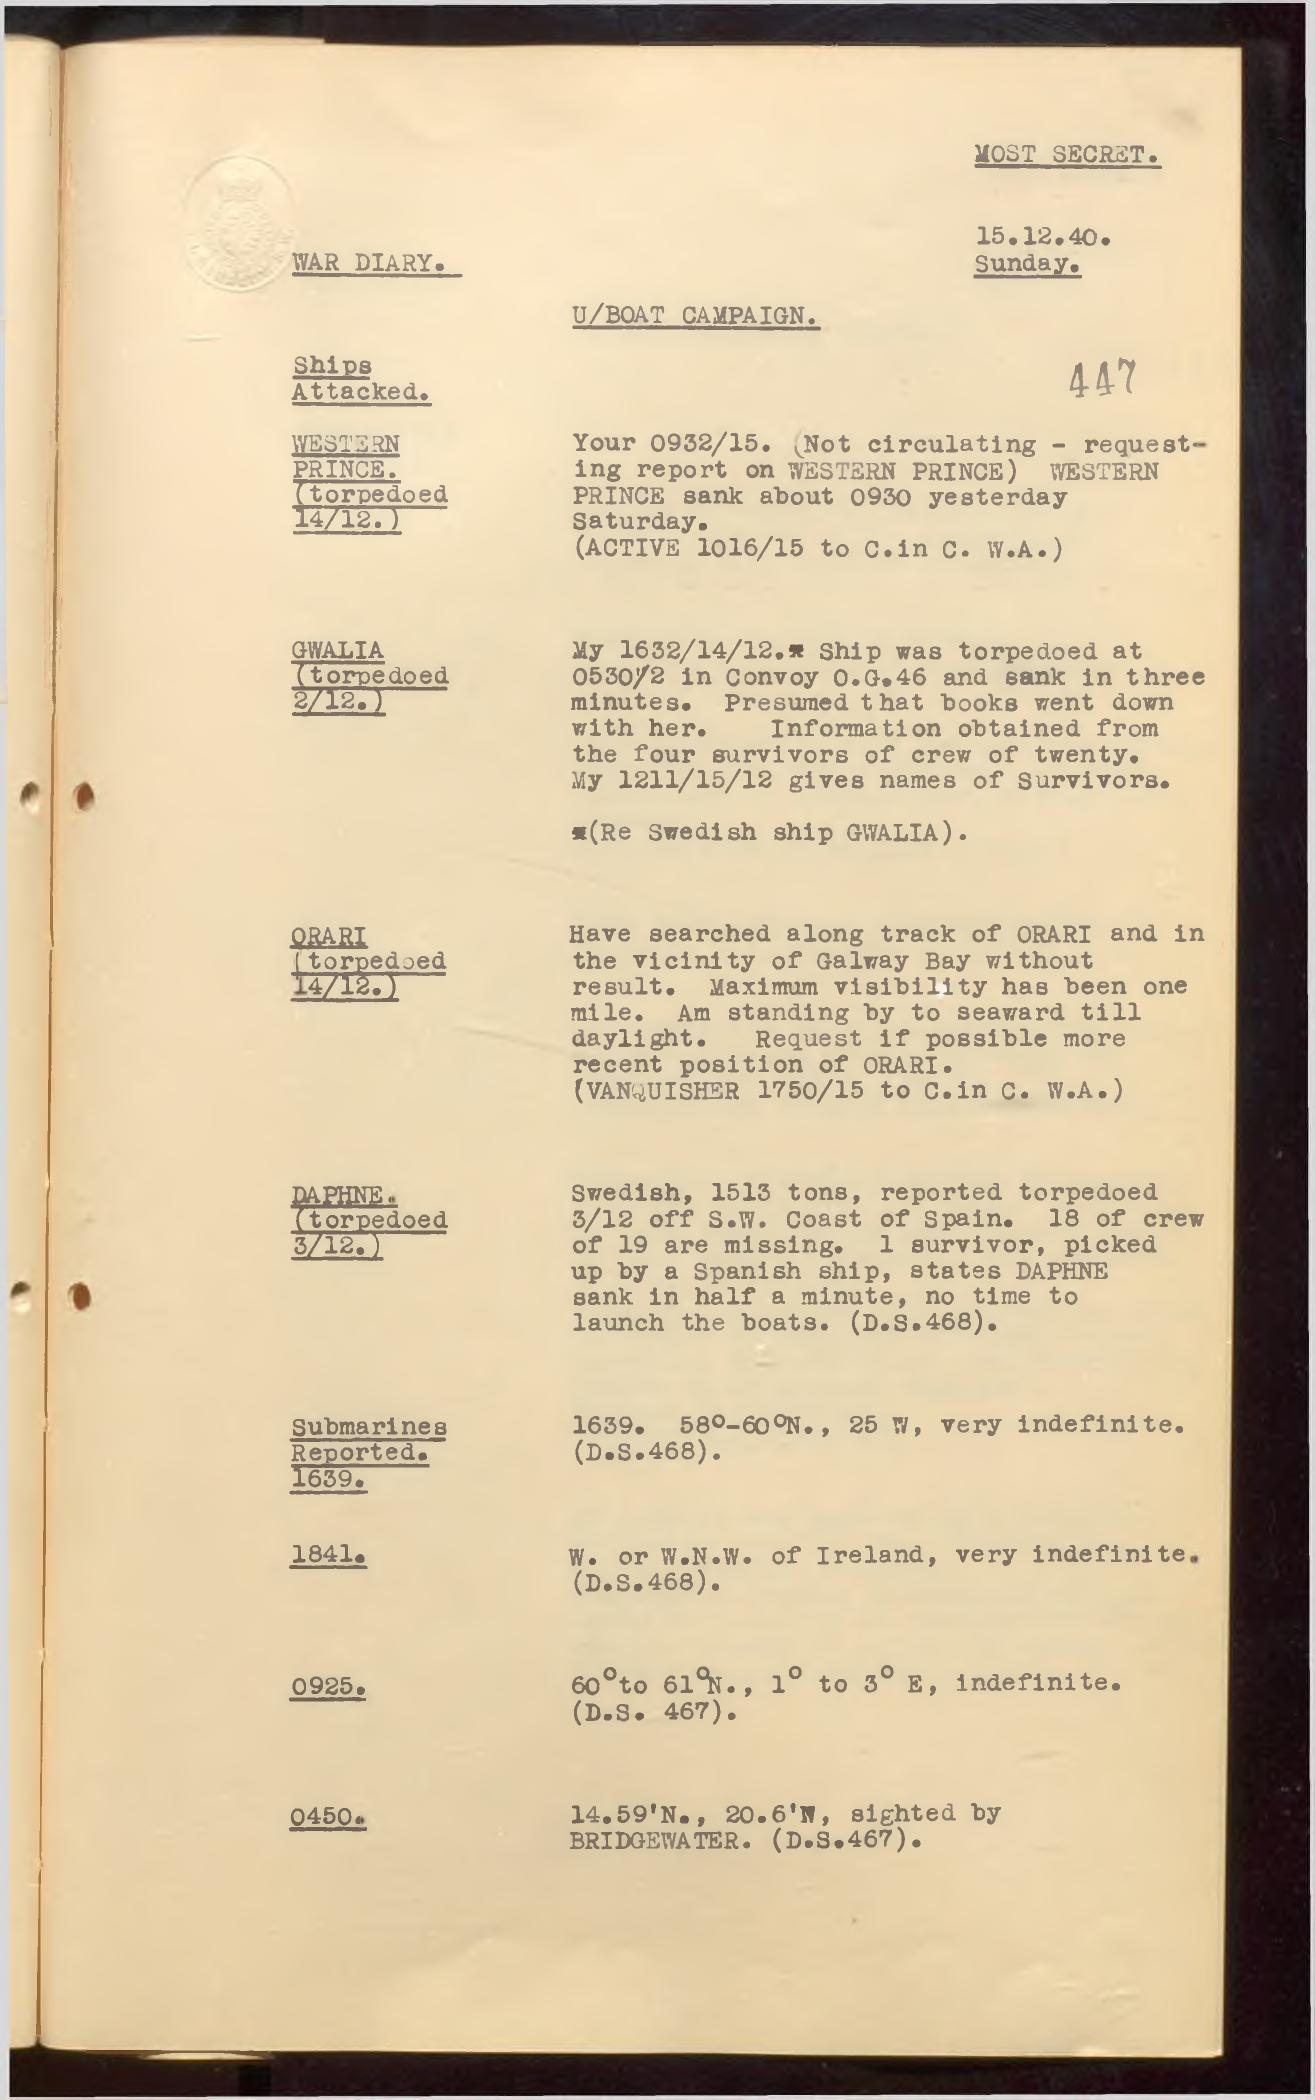 MOST SECRET.
15.12.40.
Sunday.
WAR DIARY.
U/BOAT CAMPAIGN.
447
Ships
Attacked.
WESTERN
PRINCE.
(torpedoed
14/12.)
Your 0932/15. (Not circulating - request-
ing report on WESTERN PRINCE) WESTERN
PRINCE sank about 0930 yesterday
Saturday.
(ACTIVE 1016/15 to C.in C. W.A.)
GWALIA
(torpedoed
2/12.)
My 1632/14/12.* Ship was torpedoed at
0530/2 in Convoy O.G.46 and sank in three
minutes. Presumed that books went down
with her. Information obtained from
the four survivors of crew of twenty.
My 1211/15/12 gives names of Survivors.
*(Re Swedish ship GWALIA).
ORARI
(torpedoed
14/12.)
Have searched along track of ORARI and in
the vicinity of Galway Bay without
result. Maximum visibility has been one
mile. Am standing by to seaward till
daylight. Request if possible more
recent position of ORARI.
(VANQUISHER 1750/15 to C.in C. W.A.)
DAPHNE.
(torpedoed
3/12.)
Swedish, 1513 tons, reported torpedoed
3/12 off S.W. Coast of Spain. 18 of crew
of 19 are missing. 1 survivor, picked
up by a Spanish ship, states DAPHNE
sank in half a minute, no time to
launch the boats. (D.S.468).
Submarines
Reported.
1639.
1639. 58°-60°N., 25 W, very indefinite.
(D.S.468).
1841.
W. or W.N.W. of Ireland, very indefinite.
(D.S.468).
0925.
60°to 61°N., 1° to 3° E, indefinite.
(D.S. 467).
0450.
14.59'N., 20.6'W, sighted by
BRIDGEWATER. (D.S.467).